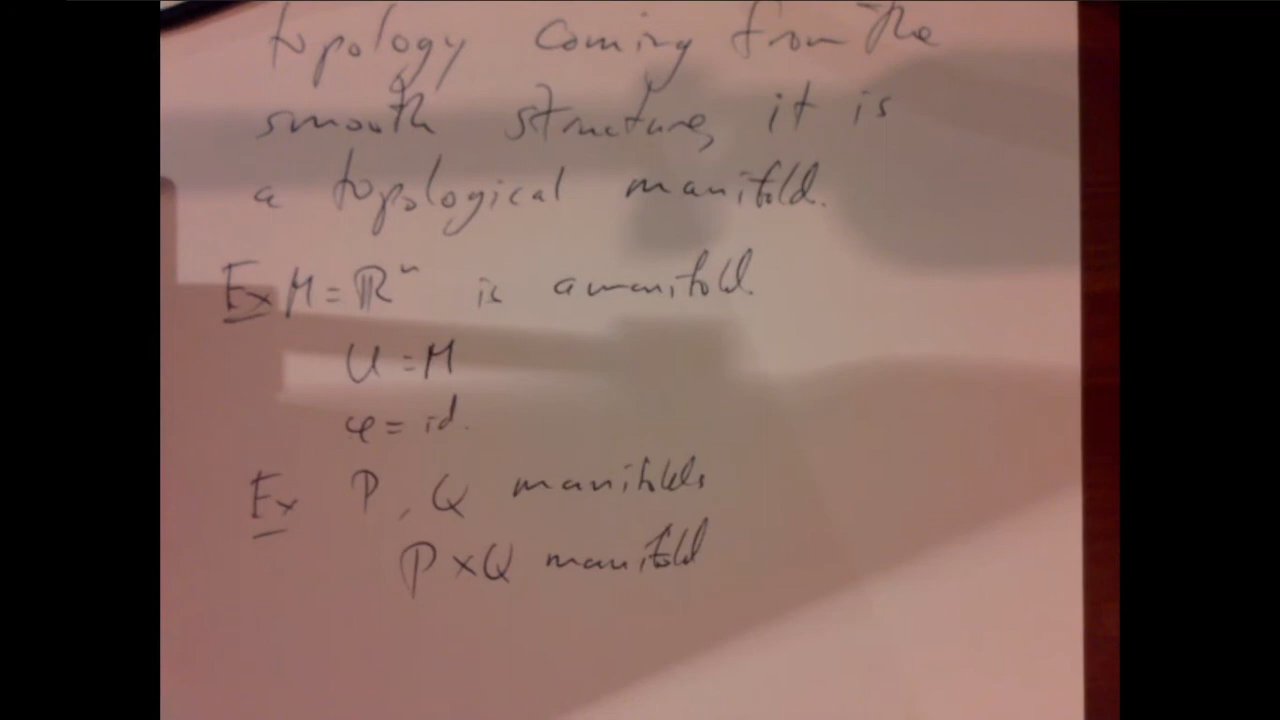 topology coming from the
smooth structure, it is
a topological manifold.
Ex M = ℝⁿ is a manifold.
U = M
φ = id.
Ex P, Q manifolds
P × Q manifold